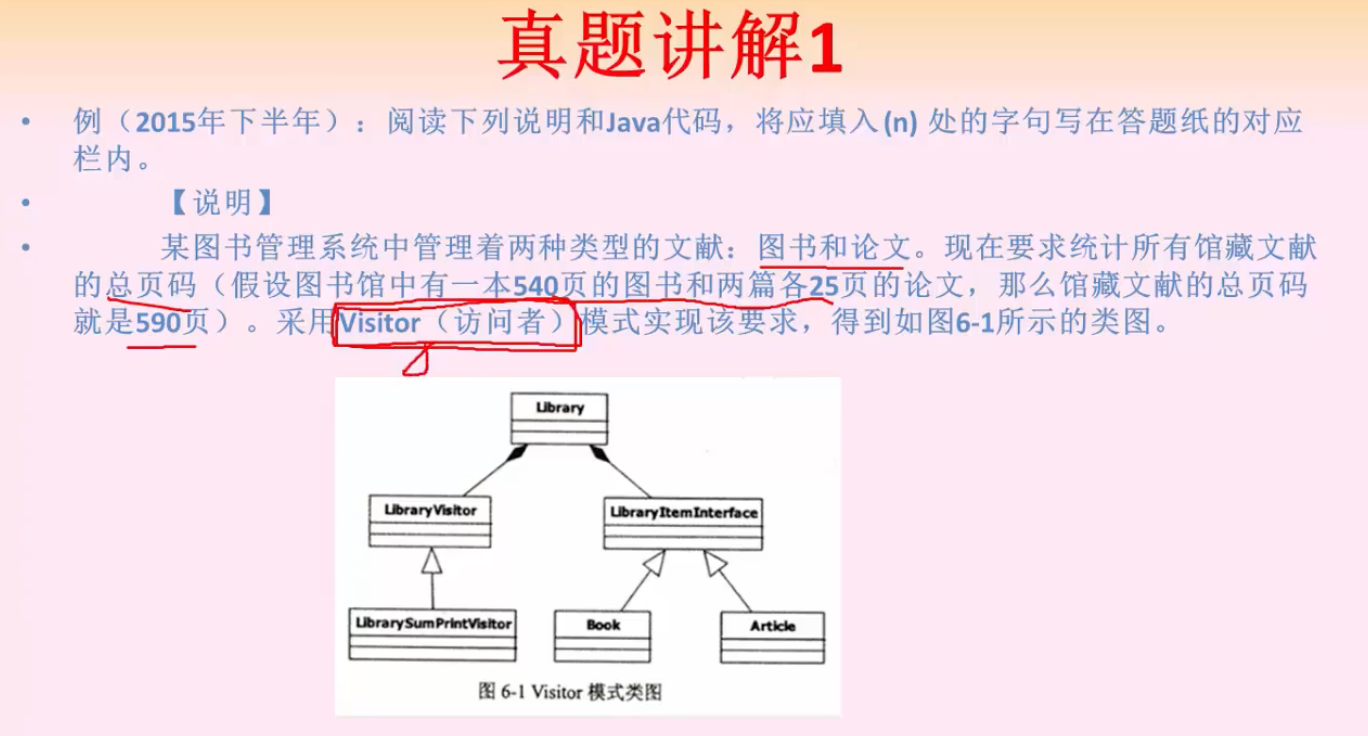 真题讲解1
• 例（2015年下半年）：阅读下列说明和Java代码，将应填入(n) 处的字句写在答题纸的对应
栏内。
• 【说明】
• 某图书管理系统中管理着两种类型的文献：图书和论文。现在要求统计所有馆藏文献
的总页码（假设图书馆中有一本540页的图书和两篇各25页的论文，那么馆藏文献的总页码
就是590页）。采用Visitor（访问者）模式实现该要求，得到如图6-1所示的类图。
Library
LibraryVisitor
LibraryItemInterface
LibrarySumPrintVisitor
Book
Article
图 6-1 Visitor 模式类图